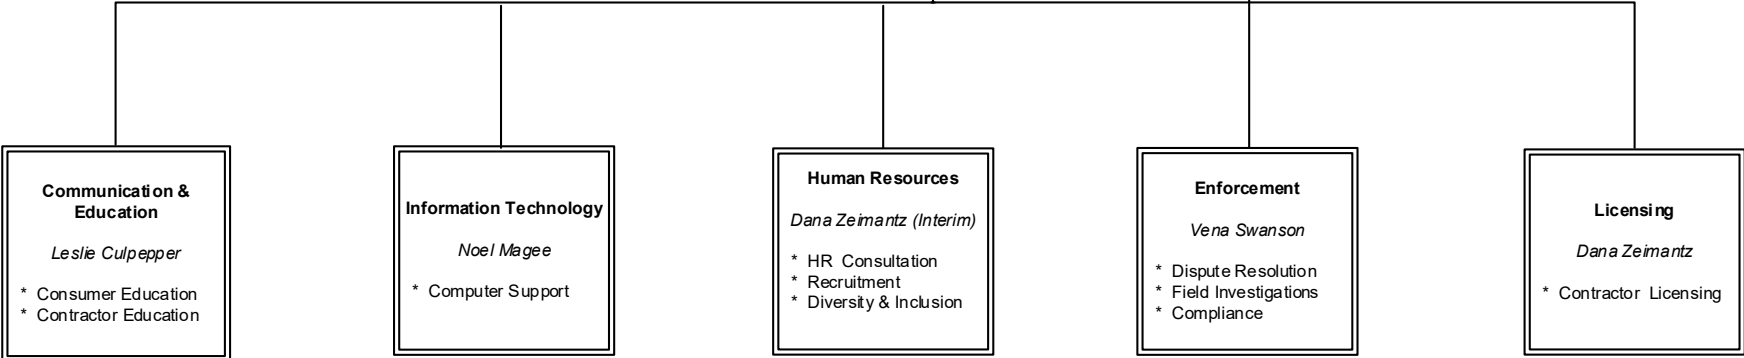 Communication &
Education
Leslie Culpepper
* Consumer Education
* Contractor Education
Information Technology
Noel Magee
* Computer Support
Human Resources
Dana Zeimantz (Interim)
* HR Consultation
* Recruitment
* Diversity & Inclusion
Enforcement
Vena Swanson
* Dispute Resolution
* Field Investigations
* Compliance
Licensing
Dana Zeimantz
* Contractor Licensing